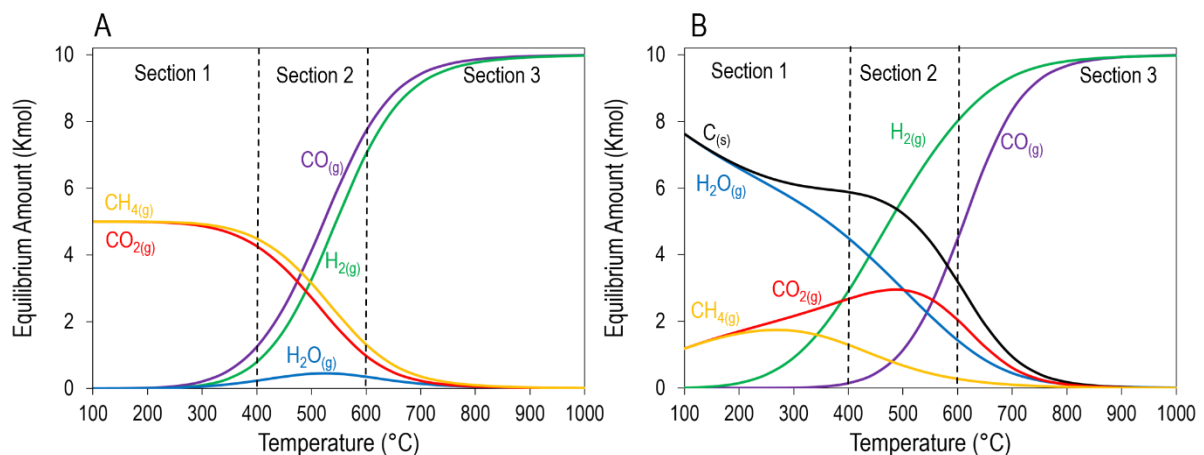 A
Equilibrium Amount (Kmol)
10
8
6
4
2
0
Section 1
Section 2
Section 3
CO(g)
CH4(g)
CO2(g)
H2(g)
H2O(g)
100 200 300 400 500 600 700 800 900 1000
Temperature (°C)
B
Equilibrium Amount (Kmol)
10
8
6
4
2
0
Section 1
Section 2
Section 3
C(s)
H2(g)
CO(g)
H2O(g)
CO2(g)
CH4(g)
100 200 300 400 500 600 700 800 900 1000
Temperature (°C)